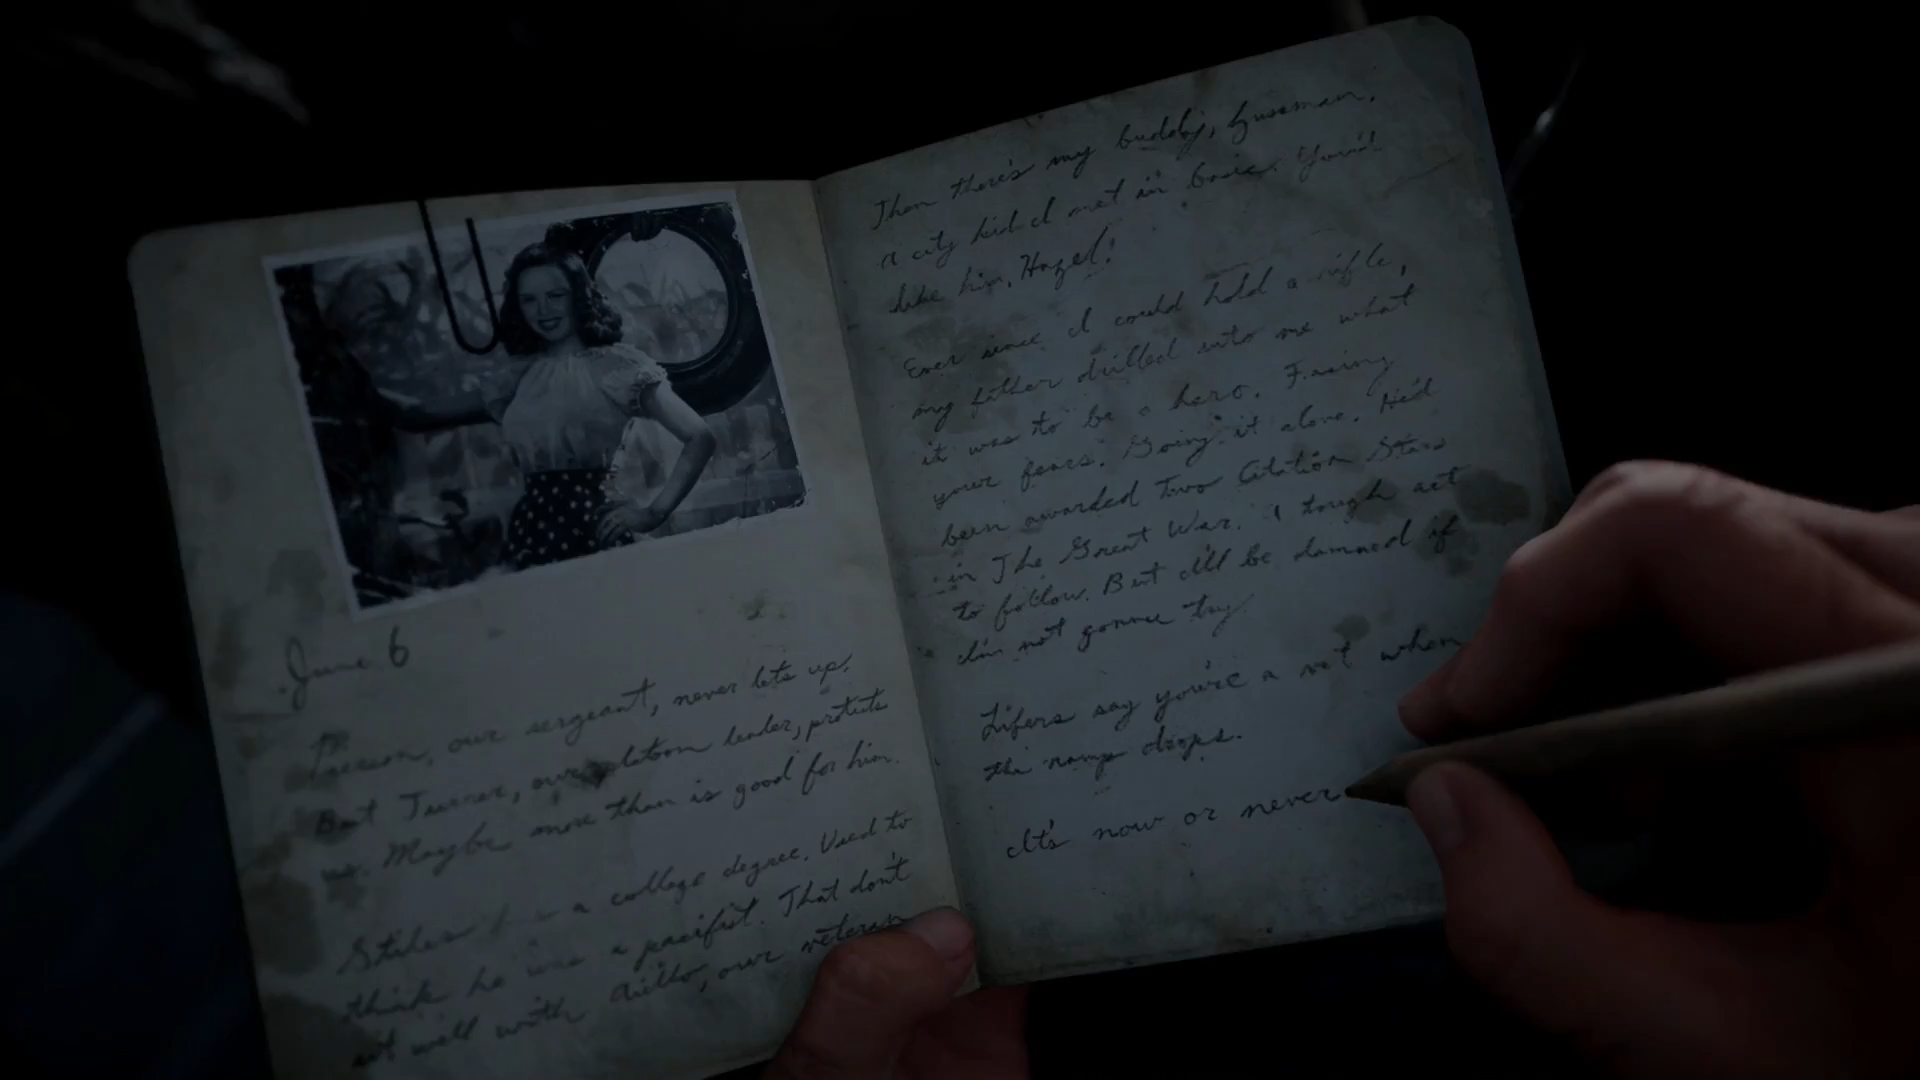 June 6
Pierson, our sergeant, never lets up.
But Turner, our platoon leader, protects
us. Maybe more than is good for him.
Stiles has a college degree. Used to
think he was a pacifist. That don't
sit well with Aiello, our veteran
Then there's my buddy, Zussman,
a city kid I met in basic. You'd
like him, Hazel!
Ever since I could hold a rifle,
my father drilled into me what
it was to be a hero. Facing
your fears. Going it alone. He'd
been awarded two Citation Stars
in The Great War. A tough act
to follow. But I'll be damned if
I'm not gonna try.
Lifers say you're a vet when
the ramp drops.
It's now or never